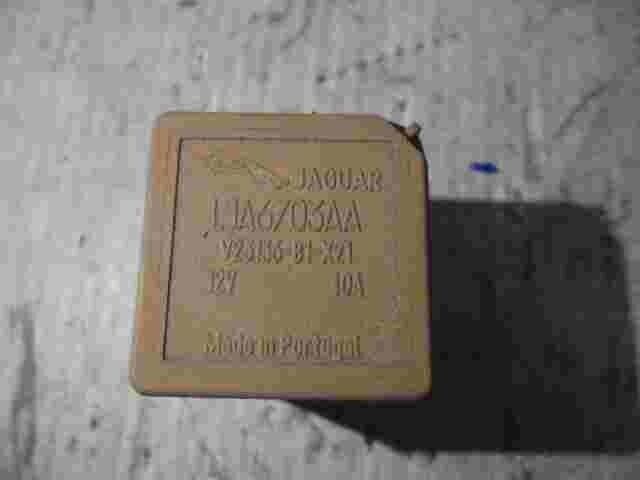 JAGUAR
LJA6703AA
V23136-B1-X21
12V 10A
Made in Portugal